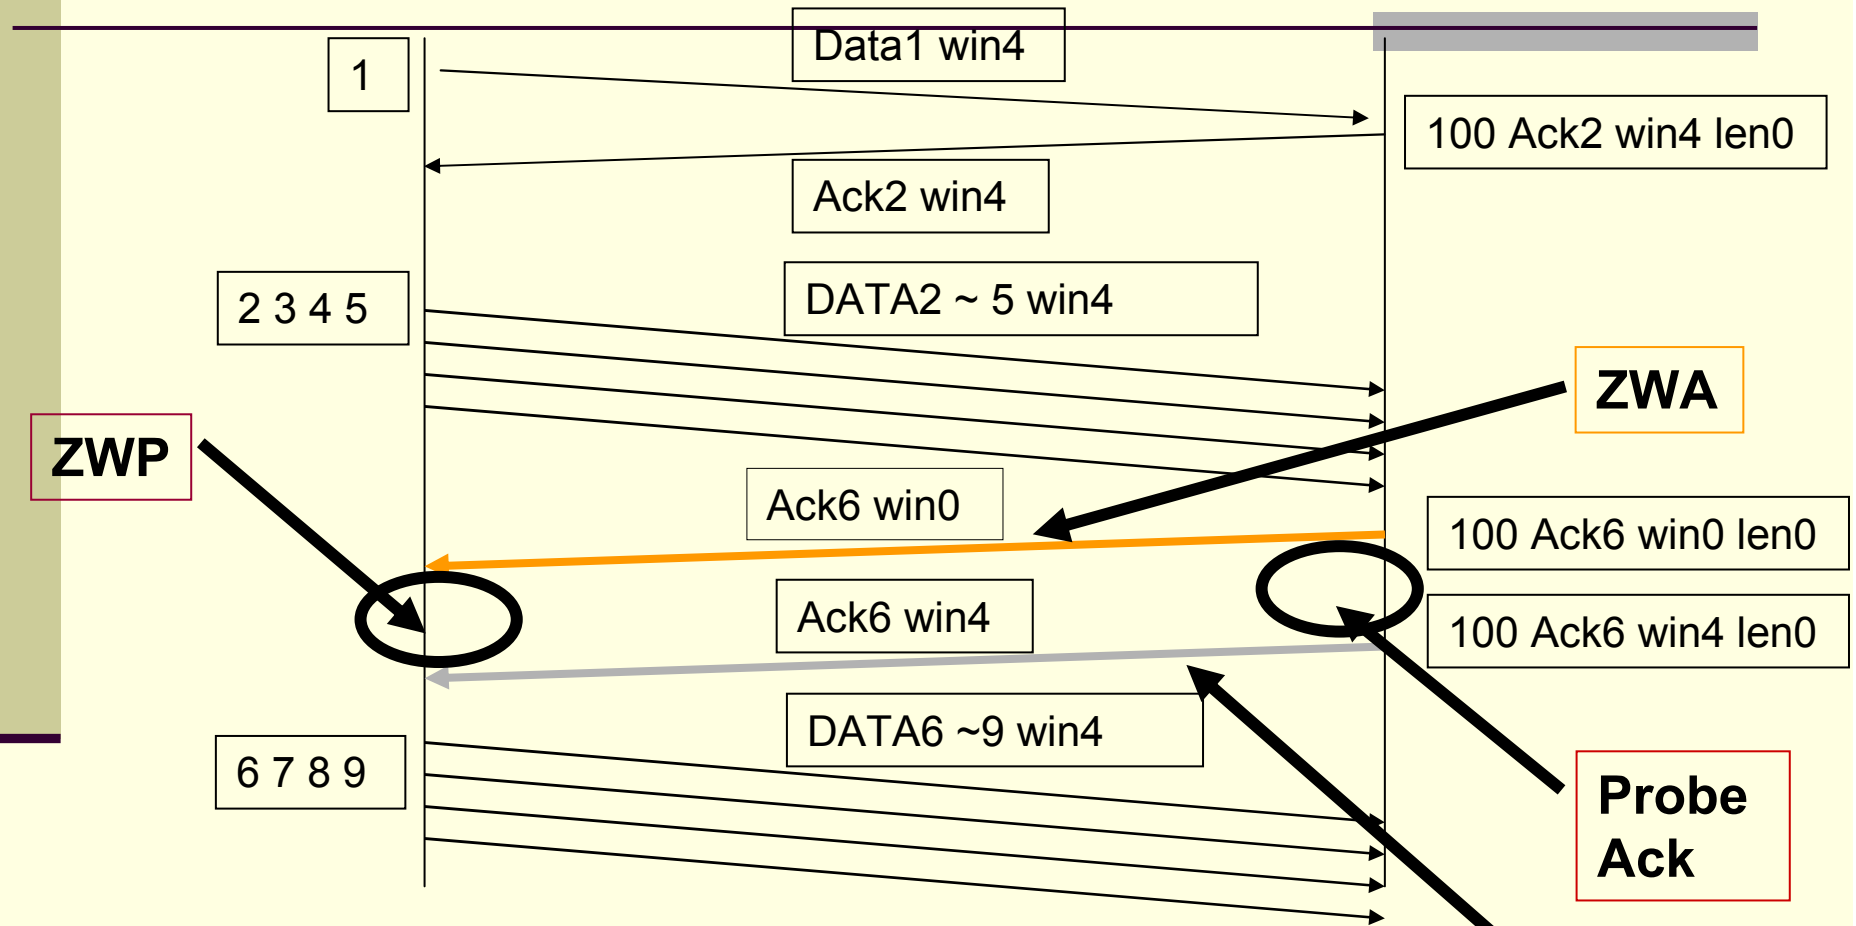 Data1 win4
1
100 Ack2 win4 len0
Ack2 win4
2 3 4 5
DATA2 ~ 5 win4
ZWA
ZWP
Ack6 win0
100 Ack6 win0 len0
Ack6 win4
100 Ack6 win4 len0
DATA6 ~9 win4
6 7 8 9
Probe
Ack